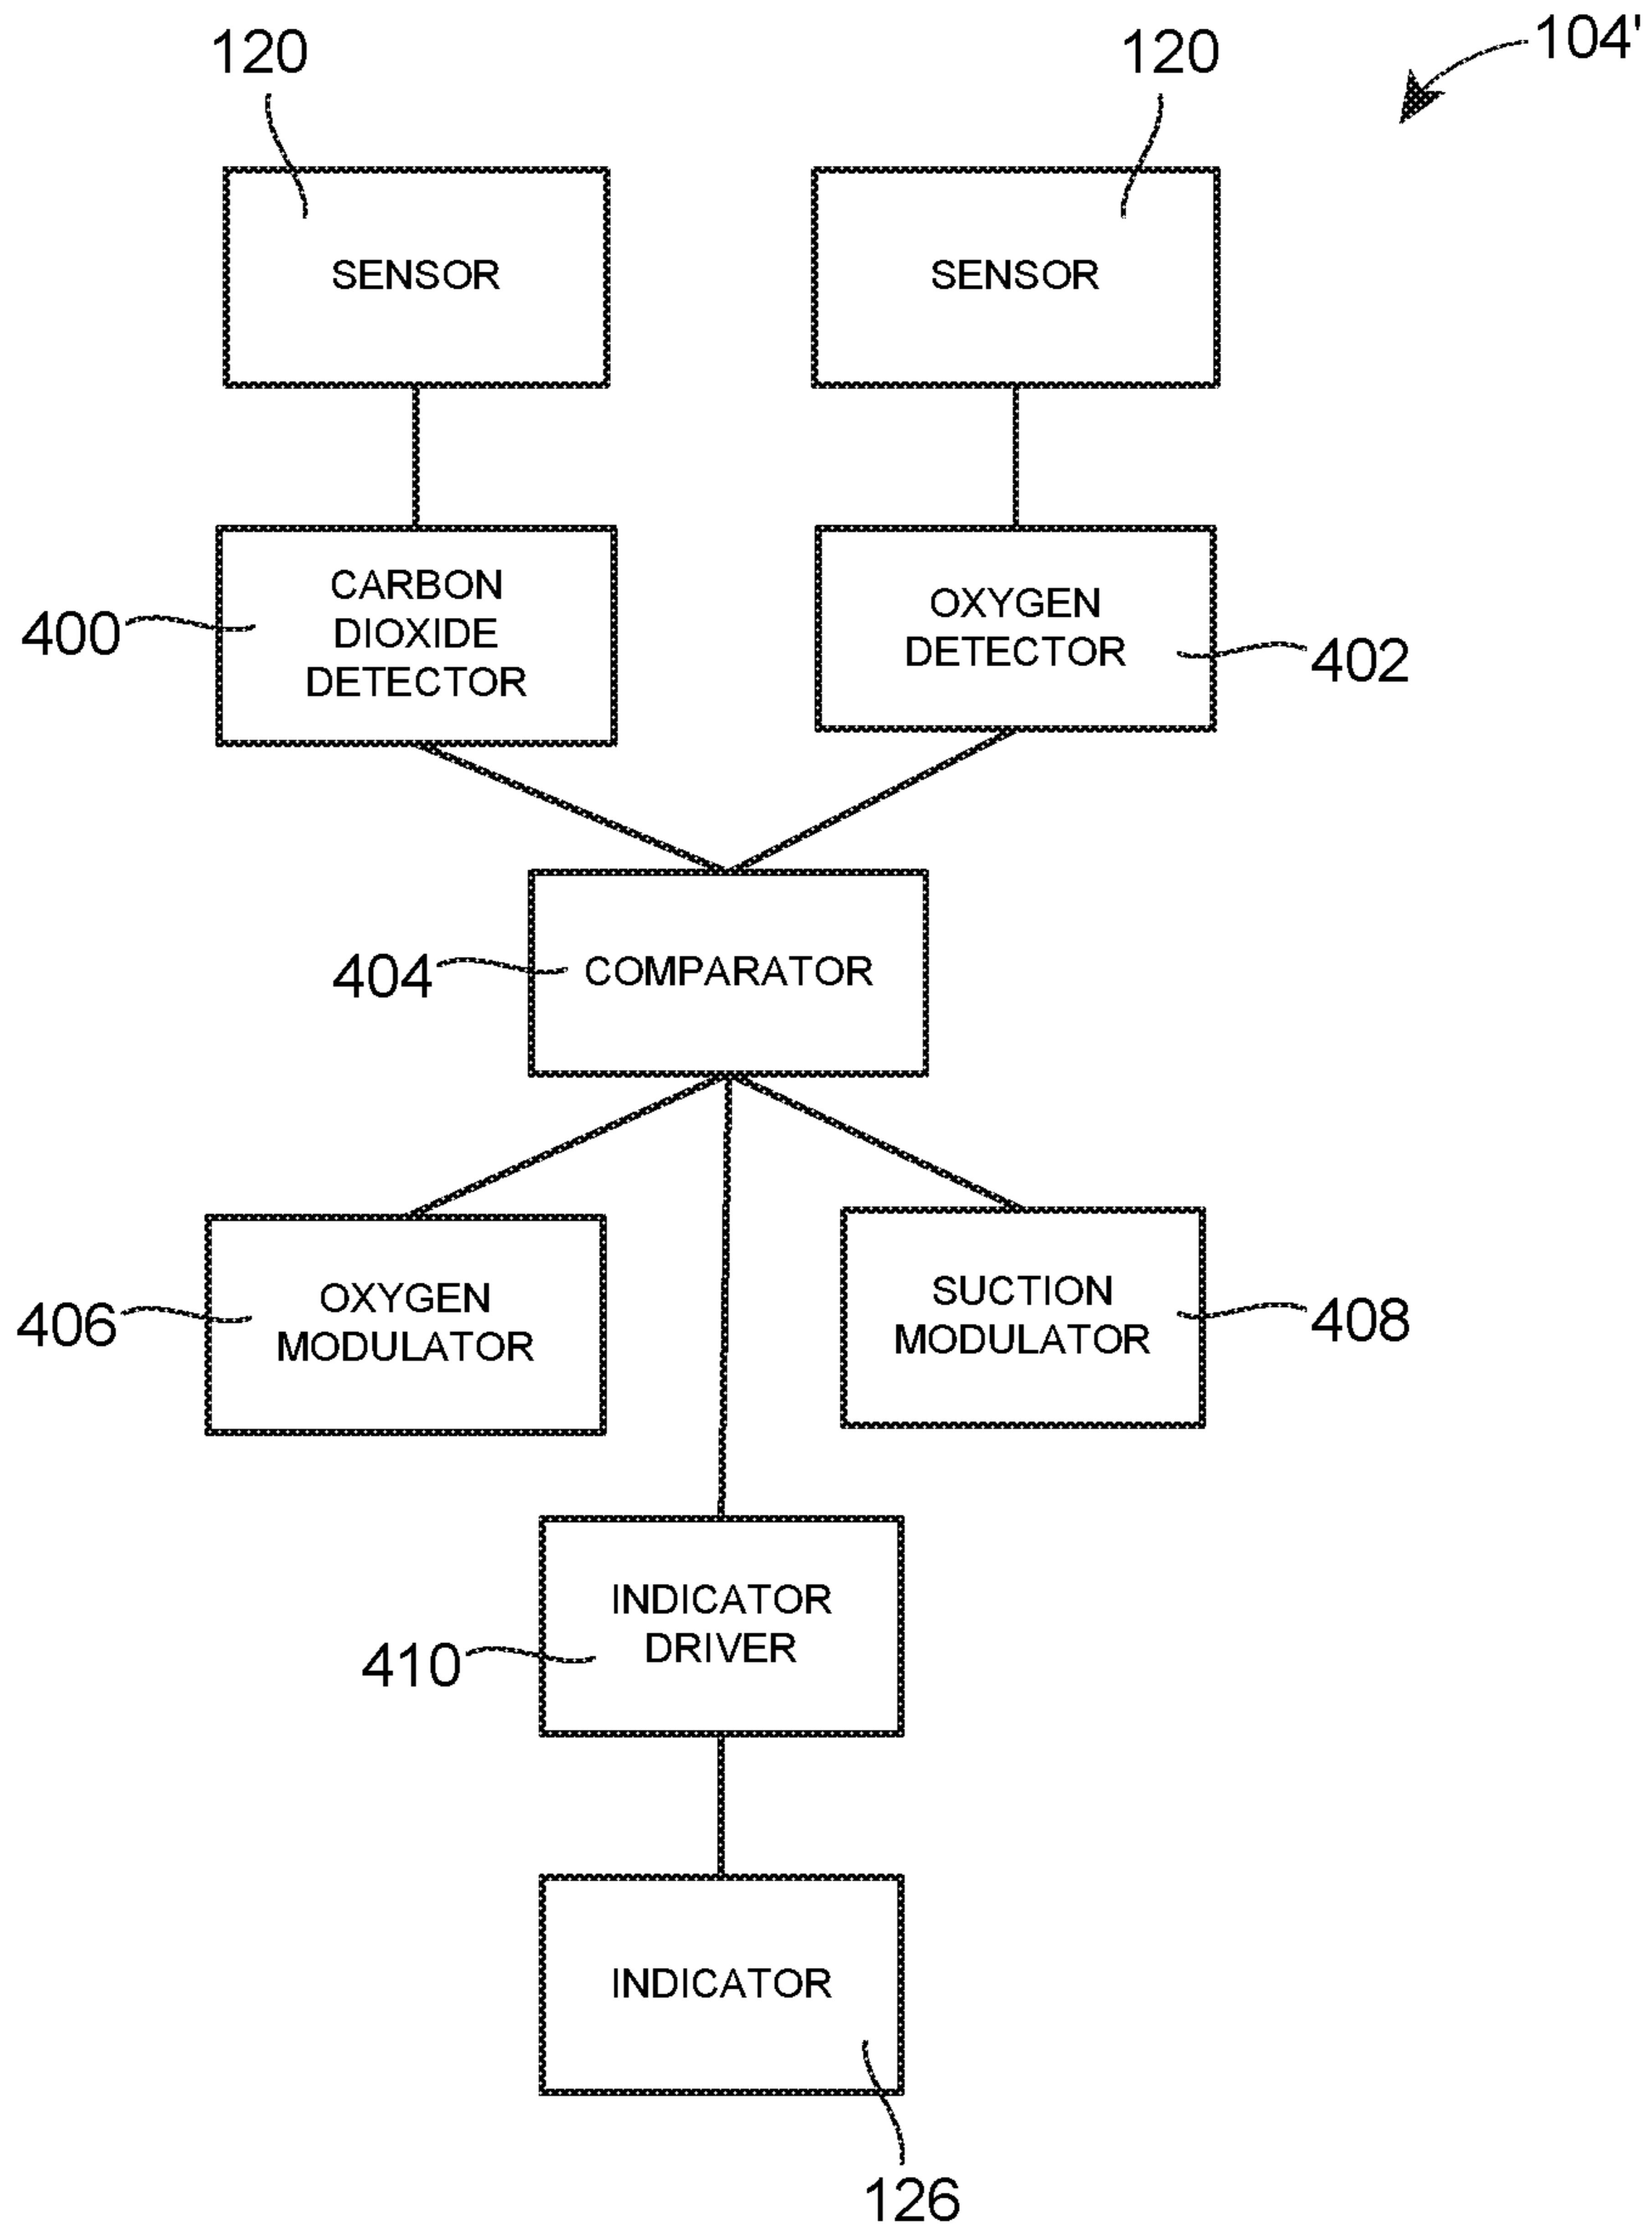 120
120
104'
SENSOR
SENSOR
CARBON
DIOXIDE
DETECTOR
400
OXYGEN
DETECTOR
402
COMPARATOR
404
OXYGEN
MODULATOR
406
SUCTION
MODULATOR
408
INDICATOR
DRIVER
410
INDICATOR
126